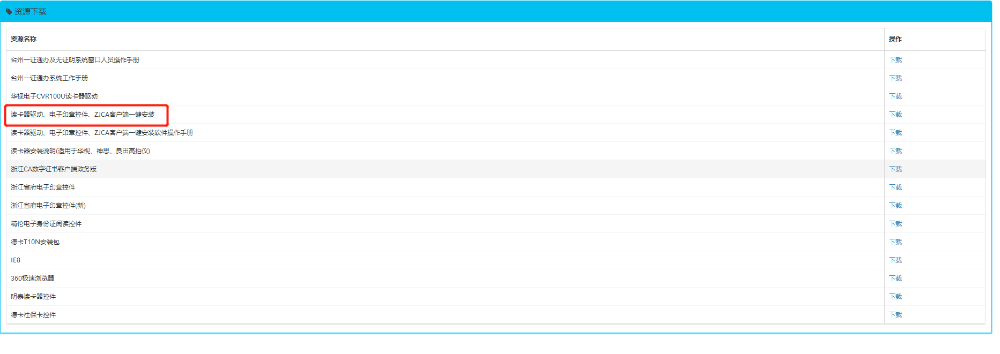 资源下载
资源名称 操作
台州一证通办及无证明系统窗口人员操作手册 下载
台州一证通办系统工作手册 下载
华视电子CVR100U读卡器驱动 下载
读卡器驱动、电子印章控件、ZJCA客户端一键安装 下载
读卡器驱动、电子印章控件、ZJCA客户端一键安装软件操作手册 下载
读卡器安装说明(适用于华视、神思、良田高拍仪) 下载
浙江CA数字证书客户端政务版 下载
浙江省府电子印章控件 下载
浙江省府电子印章控件(新) 下载
精伦电子身份证阅读控件 下载
德卡T10N安装包 下载
IE8 下载
360极速浏览器 下载
明泰读卡器控件 下载
德卡社保卡控件 下载